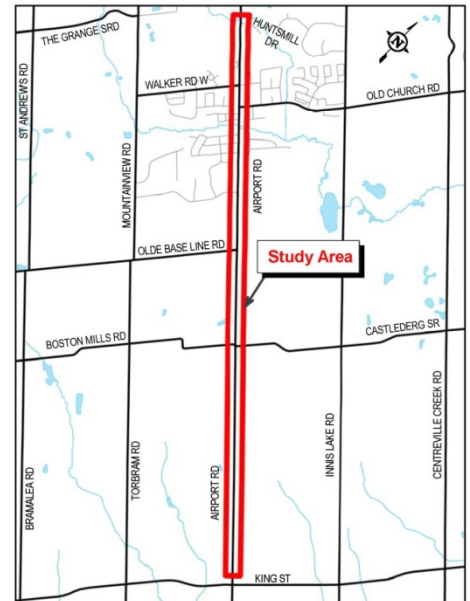 HUNTSMILL
DR
THE GRANGE SRD
N
WALKER RD W
OLD CHURCH RD
ST ANDREWS RD
MOUNTAINVIEW RD
AIRPORT RD
OLDE BASE LINE RD
Study Area
BOSTON MILLS RD
CASTLEDERG SR
BRAMALEA RD
TORBRAM RD
AIRPORT RD
INNIS LAKE RD
CENTREVILLE CREEK RD
KING ST